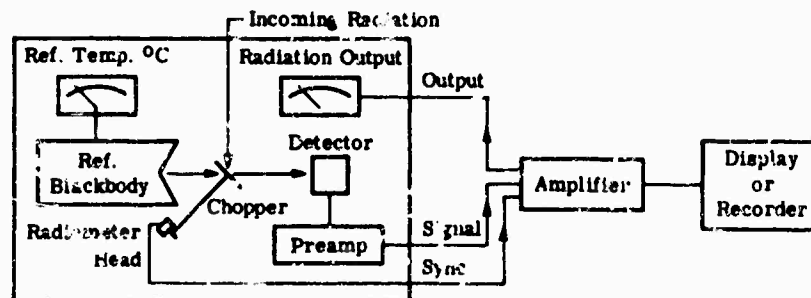 Incoming Radiation
Ref. Temp. °C
Radiation Output
Output
Ref.
Blackbody
Detector
Chopper
Amplifier
Display
or
Recorder
Radiometer
Head
Preamp
Signal
Sync